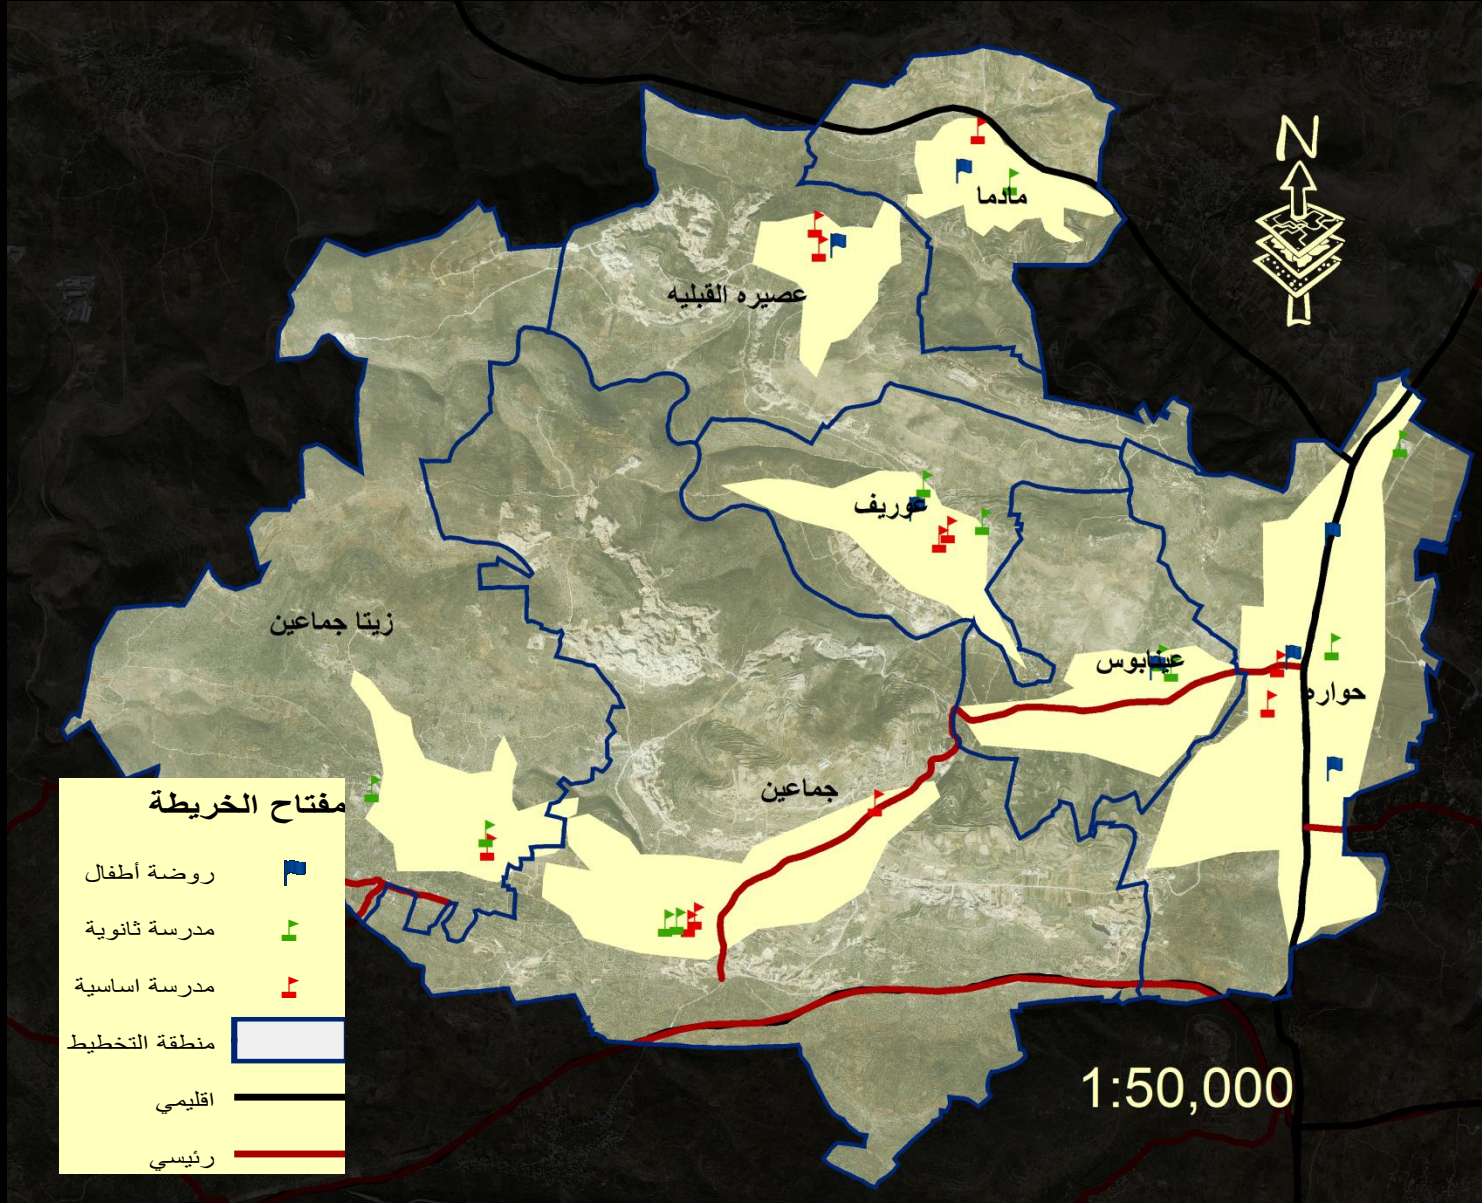 N
مادما
عصيره القبليه
عوريف
زيتا جماعين
عينابوس
حواره
جماعين
مفتاح الخريطة
روضة أطفال
مدرسة ثانوية
مدرسة اساسية
منطقة التخطيط
اقليمي
رئيسي
1:50,000